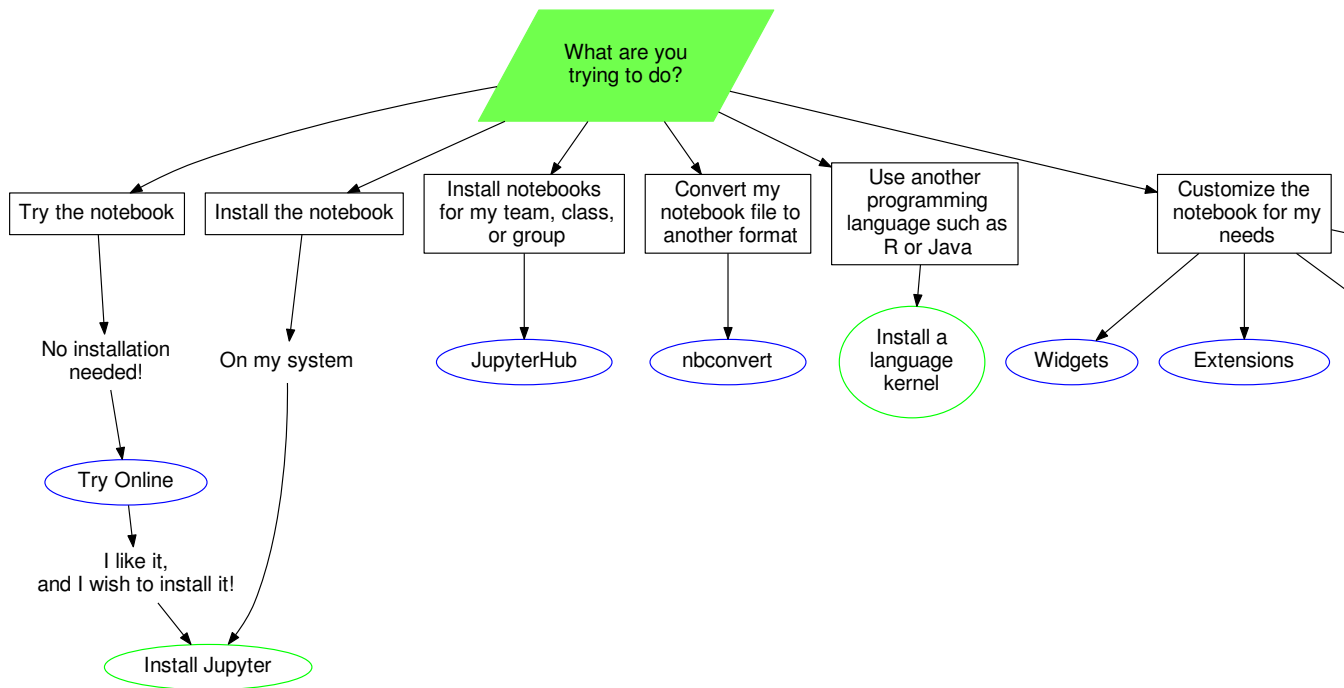 What are you
trying to do?
Try the notebook
Install the notebook
Install notebooks
for my team, class,
or group
Convert my
notebook file to
another format
Use another
programming
language such as
R or Java
Customize the
notebook for my
needs
No installation
needed!
On my system
JupyterHub
nbconvert
Install a
language
kernel
Widgets
Extensions
Try Online
I like it,
and I wish to install it!
Install Jupyter